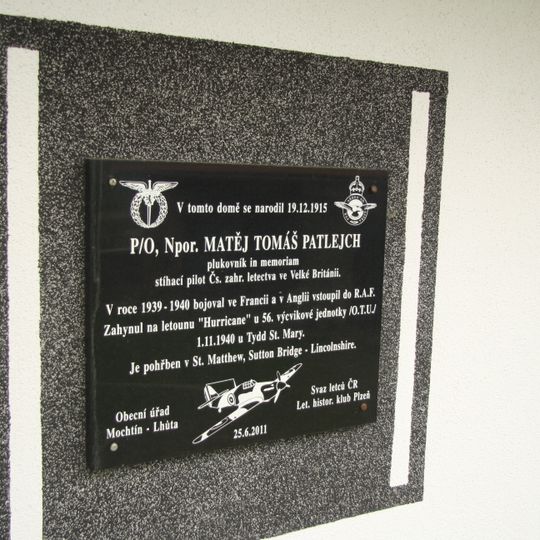 V tomto domě se narodil 19.12.1915
P/O, Npor. MATĚJ TOMÁŠ PATLEJCH
plukovník in memoriam
stíhací pilot Čs. zahr. letectva ve Velké Británii.
V roce 1939 - 1940 bojoval ve Francii a v Anglii vstoupil do R.A.F.
Zahynul na letounu "Hurricane" u 56. výcvikové jednotky /O.T.U./
1.11.1940 u Tydd St. Mary.
Je pohřben v St. Matthew, Sutton Bridge - Lincolnshire.
Obecní úřad
Mochtín - Lhůta
Svaz letců ČR
Let. histor. klub Plzeň
25.6.2011